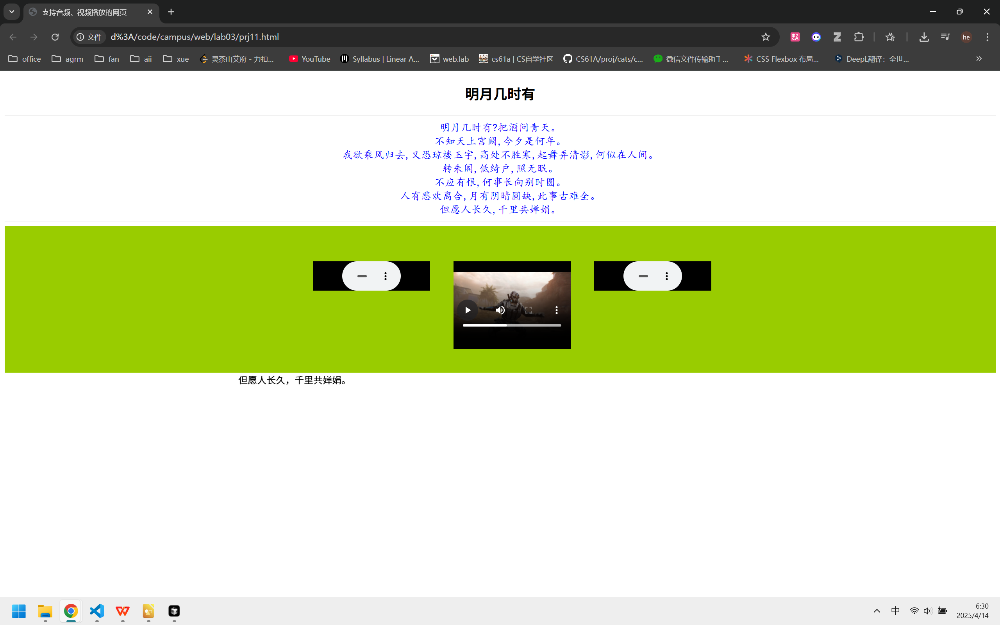 支持音频、视频播放的网页
文件 d%3A/code/campus/web/lab03/prj11.html
he
office agrm fan aii xue 灵茶山艾府 - 力扣... YouTube Syllabus | Linear A... web.lab cs61a | CS自学社区 CS61A/proj/cats/c... 微信文件传输助手... CSS Flexbox 布局... DeepL翻译：全世...
明月几时有
明月几时有?把酒问青天。
不知天上宫阙,今夕是何年。
我欲乘风归去,又恐琼楼玉宇,高处不胜寒,起舞弄清影,何似在人间。
转朱阁,低绮户,照无眠。
不应有恨,何事长向别时圆。
人有悲欢离合,月有阴晴圆缺,此事古难全。
但愿人长久,千里共婵娟。
但愿人长久，千里共婵娟。
中
6:30
2025/4/14